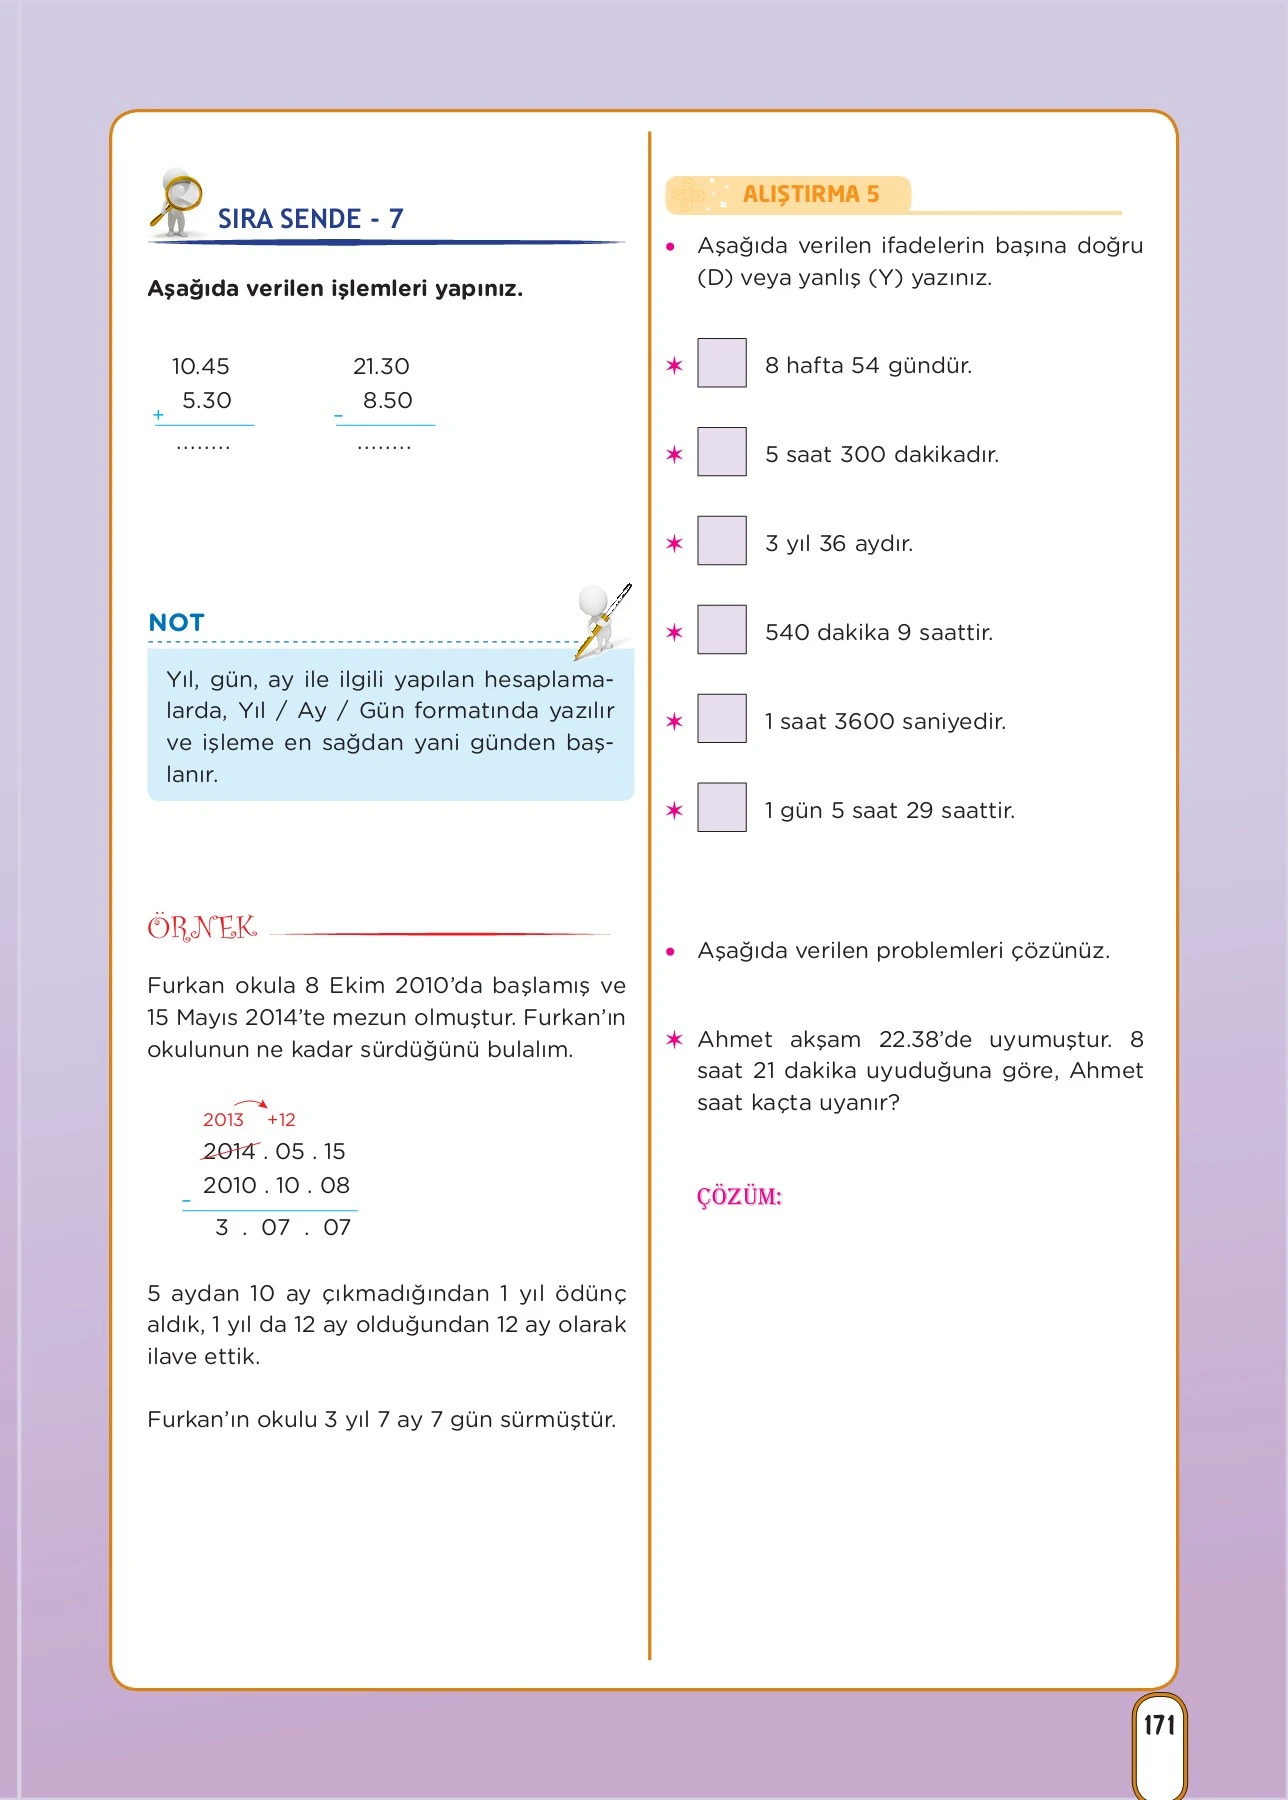 SIRA SENDE - 7
Aşağıda verilen işlemleri yapınız.
10.45
5.30
+
........
21.30
8.50
-
........
NOT
Yıl, gün, ay ile ilgili yapılan hesaplama-
larda, Yıl / Ay / Gün formatında yazılır
ve işleme en sağdan yani günden baş-
lanır.
ÖRNEK
Furkan okula 8 Ekim 2010’da başlamış ve
15 Mayıs 2014’te mezun olmuştur. Furkan’ın
okulunun ne kadar sürdüğünü bulalım.
2013 +12
2014 . 05 . 15
2010 . 10 . 08
-
3 . 07 . 07
5 aydan 10 ay çıkmadığından 1 yıl ödünç
aldık, 1 yıl da 12 ay olduğundan 12 ay olarak
ilave ettik.
Furkan’ın okulu 3 yıl 7 ay 7 gün sürmüştür.
ALIŞTIRMA 5
• Aşağıda verilen ifadelerin başına doğru
(D) veya yanlış (Y) yazınız.
8 hafta 54 gündür.
5 saat 300 dakikadır.
3 yıl 36 aydır.
540 dakika 9 saattir.
1 saat 3600 saniyedir.
1 gün 5 saat 29 saattir.
• Aşağıda verilen problemleri çözünüz.
Ahmet akşam 22.38’de uyumuştur. 8
saat 21 dakika uyuduğuna göre, Ahmet
saat kaçta uyanır?
ÇÖZÜM:
171